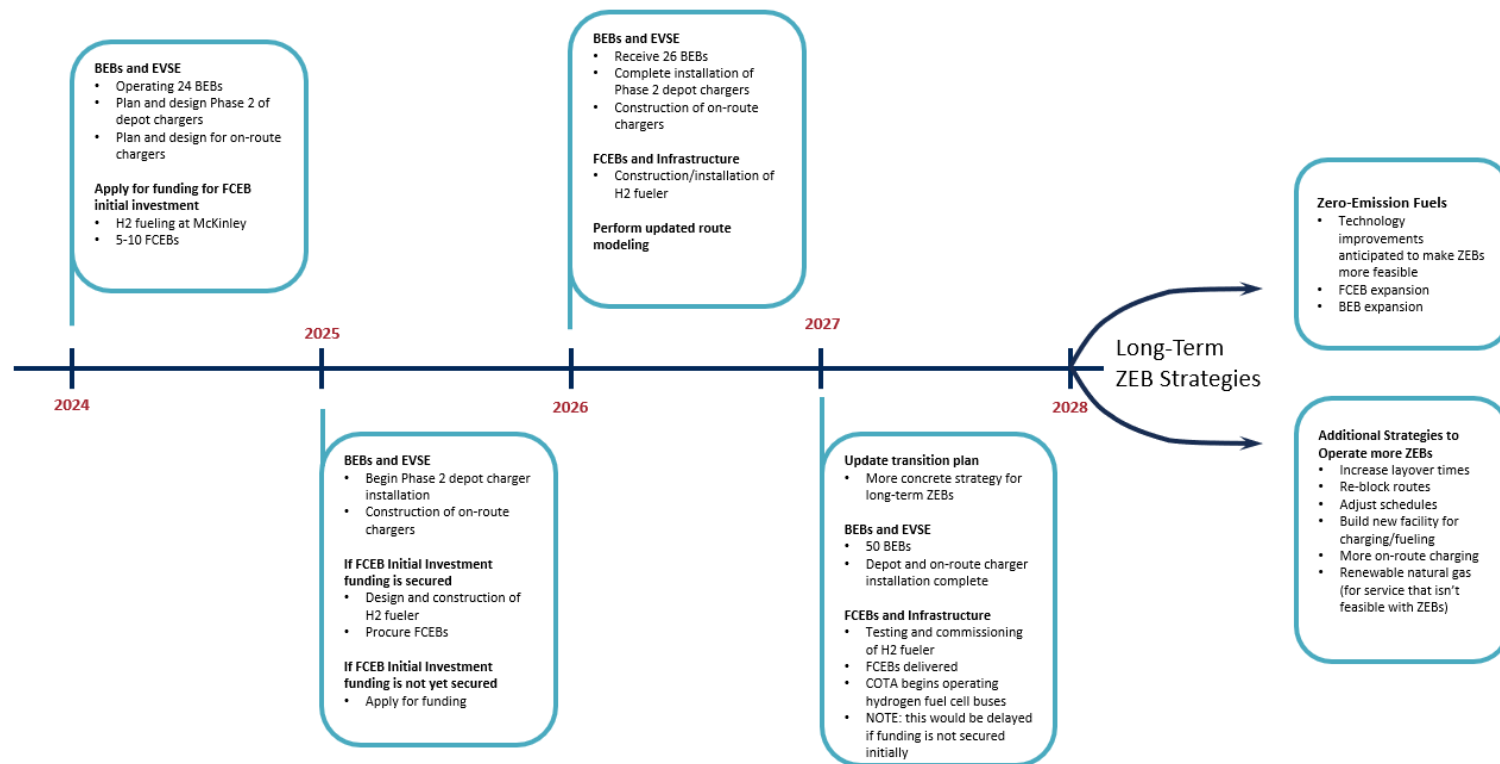 BEBs and EVSE
• Operating 24 BEBs
• Plan and design Phase 2 of
depot chargers
• Plan and design for on-route
chargers
Apply for funding for FCEB
initial investment
• H2 fueling at McKinley
• 5-10 FCEBs
BEBs and EVSE
• Receive 26 BEBs
• Complete installation of
Phase 2 depot chargers
• Construction of on-route
chargers
FCEBs and Infrastructure
• Construction/installation of
H2 fueler
Perform updated route
modeling
2024
2025
2026
2027
2028
BEBs and EVSE
• Begin Phase 2 depot charger
installation
• Construction of on-route
chargers
If FCEB Initial Investment
funding is secured
• Design and construction of
H2 fueler
• Procure FCEBs
If FCEB Initial Investment
funding is not yet secured
• Apply for funding
Update transition plan
• More concrete strategy for
long-term ZEBs
BEBs and EVSE
• 50 BEBs
• Depot and on-route charger
installation complete
FCEBs and Infrastructure
• Testing and commissioning
of H2 fueler
• FCEBs delivered
• COTA begins operating
hydrogen fuel cell buses
• NOTE: this would be delayed
if funding is not secured
initially
Long-Term
ZEB Strategies
Zero-Emission Fuels
• Technology
improvements
anticipated to make ZEBs
more feasible
• FCEB expansion
• BEB expansion
Additional Strategies to
Operate more ZEBs
• Increase layover times
• Re-block routes
• Adjust schedules
• Build new facility for
charging/fueling
• More on-route charging
• Renewable natural gas
(for service that isn't
feasible with ZEBs)